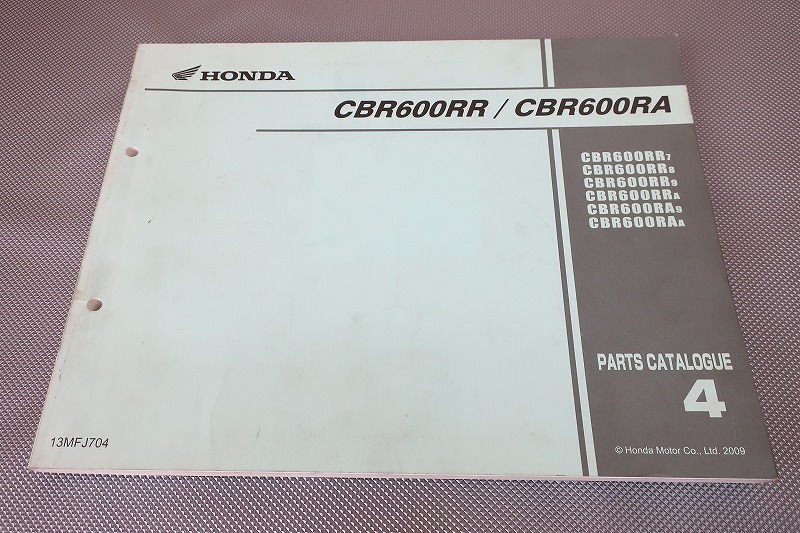 HONDA
CBR600RR / CBR600RA
CBR600RR7
CBR600RR8
CBR600RR9
CBR600RRA
CBR600RA9
CBR600RAA
PARTS CATALOGUE
4
13MFJ704
© Honda Motor Co., Ltd. 2009